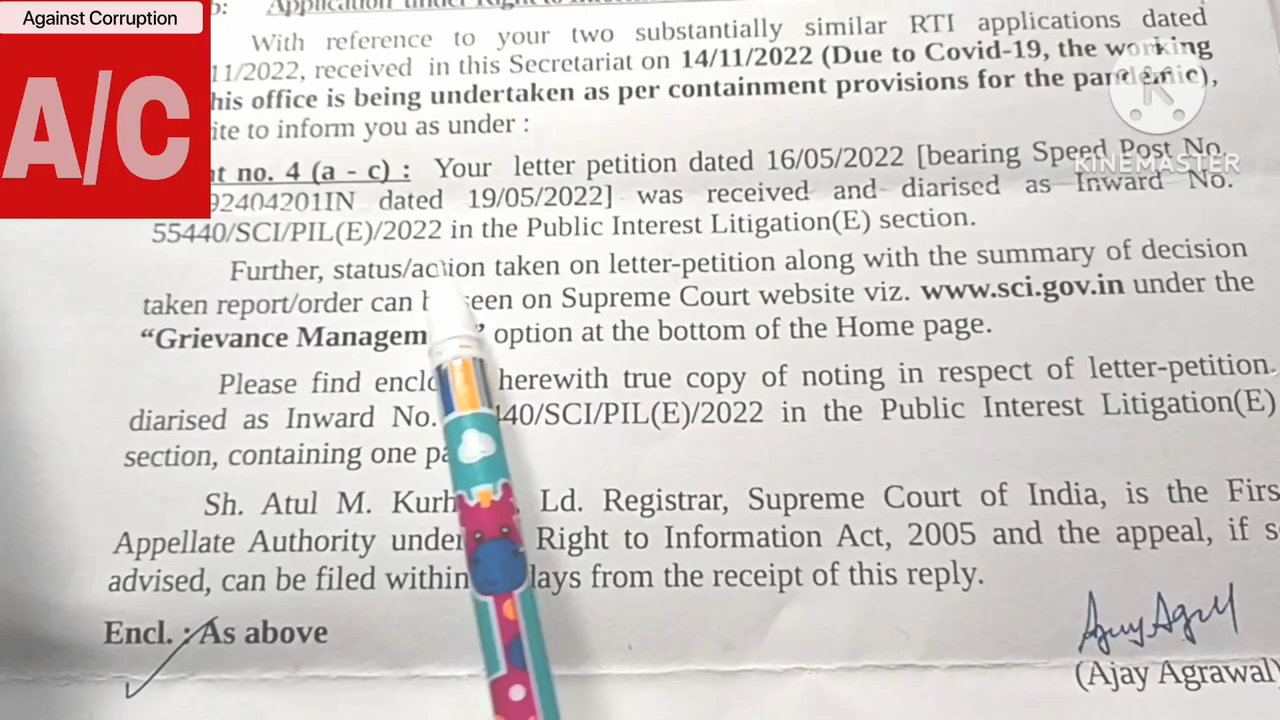 Against Corruption
A/C
b: Application under Right to
With reference to your two substantially similar RTI applications dated
11/2022, received in this Secretariat on 14/11/2022 (Due to Covid-19, the working
his office is being undertaken as per containment provisions for the pandemic),
ite to inform you as under :
nt no. 4 (a - c) : Your letter petition dated 16/05/2022 [bearing Speed Post No.
92404201IN dated 19/05/2022] was received and diarised as Inward No.
55440/SCI/PIL(E)/2022 in the Public Interest Litigation(E) section.
Further, status/action taken on letter-petition along with the summary of decision
taken report/order can seen on Supreme Court website viz. www.sci.gov.in under the
“Grievance Managem ” option at the bottom of the Home page.
Please find enclo herewith true copy of noting in respect of letter-petition
diarised as Inward No. 440/SCI/PIL(E)/2022 in the Public Interest Litigation(E)
section, containing one pa
Sh. Atul M. Kurh Ld. Registrar, Supreme Court of India, is the Firs
Appellate Authority under Right to Information Act, 2005 and the appeal, if s
advised, can be filed within days from the receipt of this reply.
Encl. : As above
(Ajay Agrawal)
K
KINEMASTER